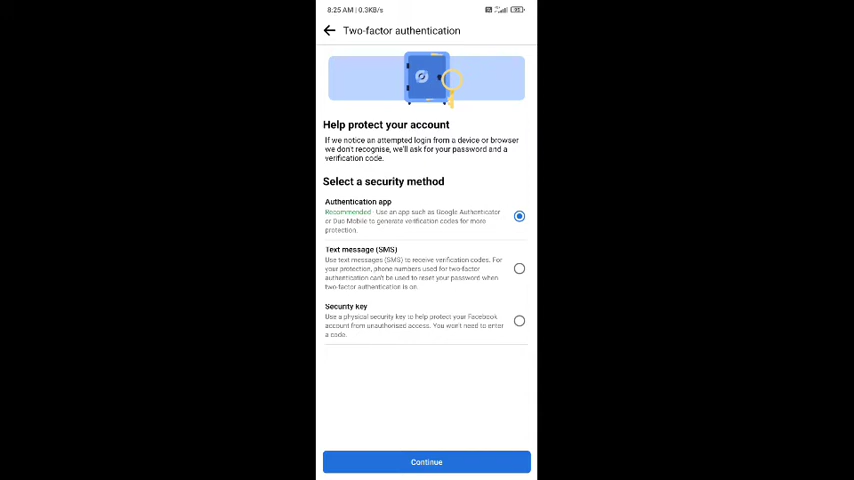 8:25 AM | 0.3KB/s
Two-factor authentication
Help protect your account
If we notice an attempted login from a device or browser
we don't recognise, we'll ask for your password and a
verification code.
Select a security method
Authentication app
Recommended · Use an app such as Google Authenticator
or Duo Mobile to generate verification codes for more
protection.
Text message (SMS)
Use text messages (SMS) to receive verification codes. For
your protection, phone numbers used for two-factor
authentication can't be used to reset your password when
two-factor authentication is on.
Security key
Use a physical security key to help protect your Facebook
account from unauthorised access. You won't need to enter
a code.
Continue